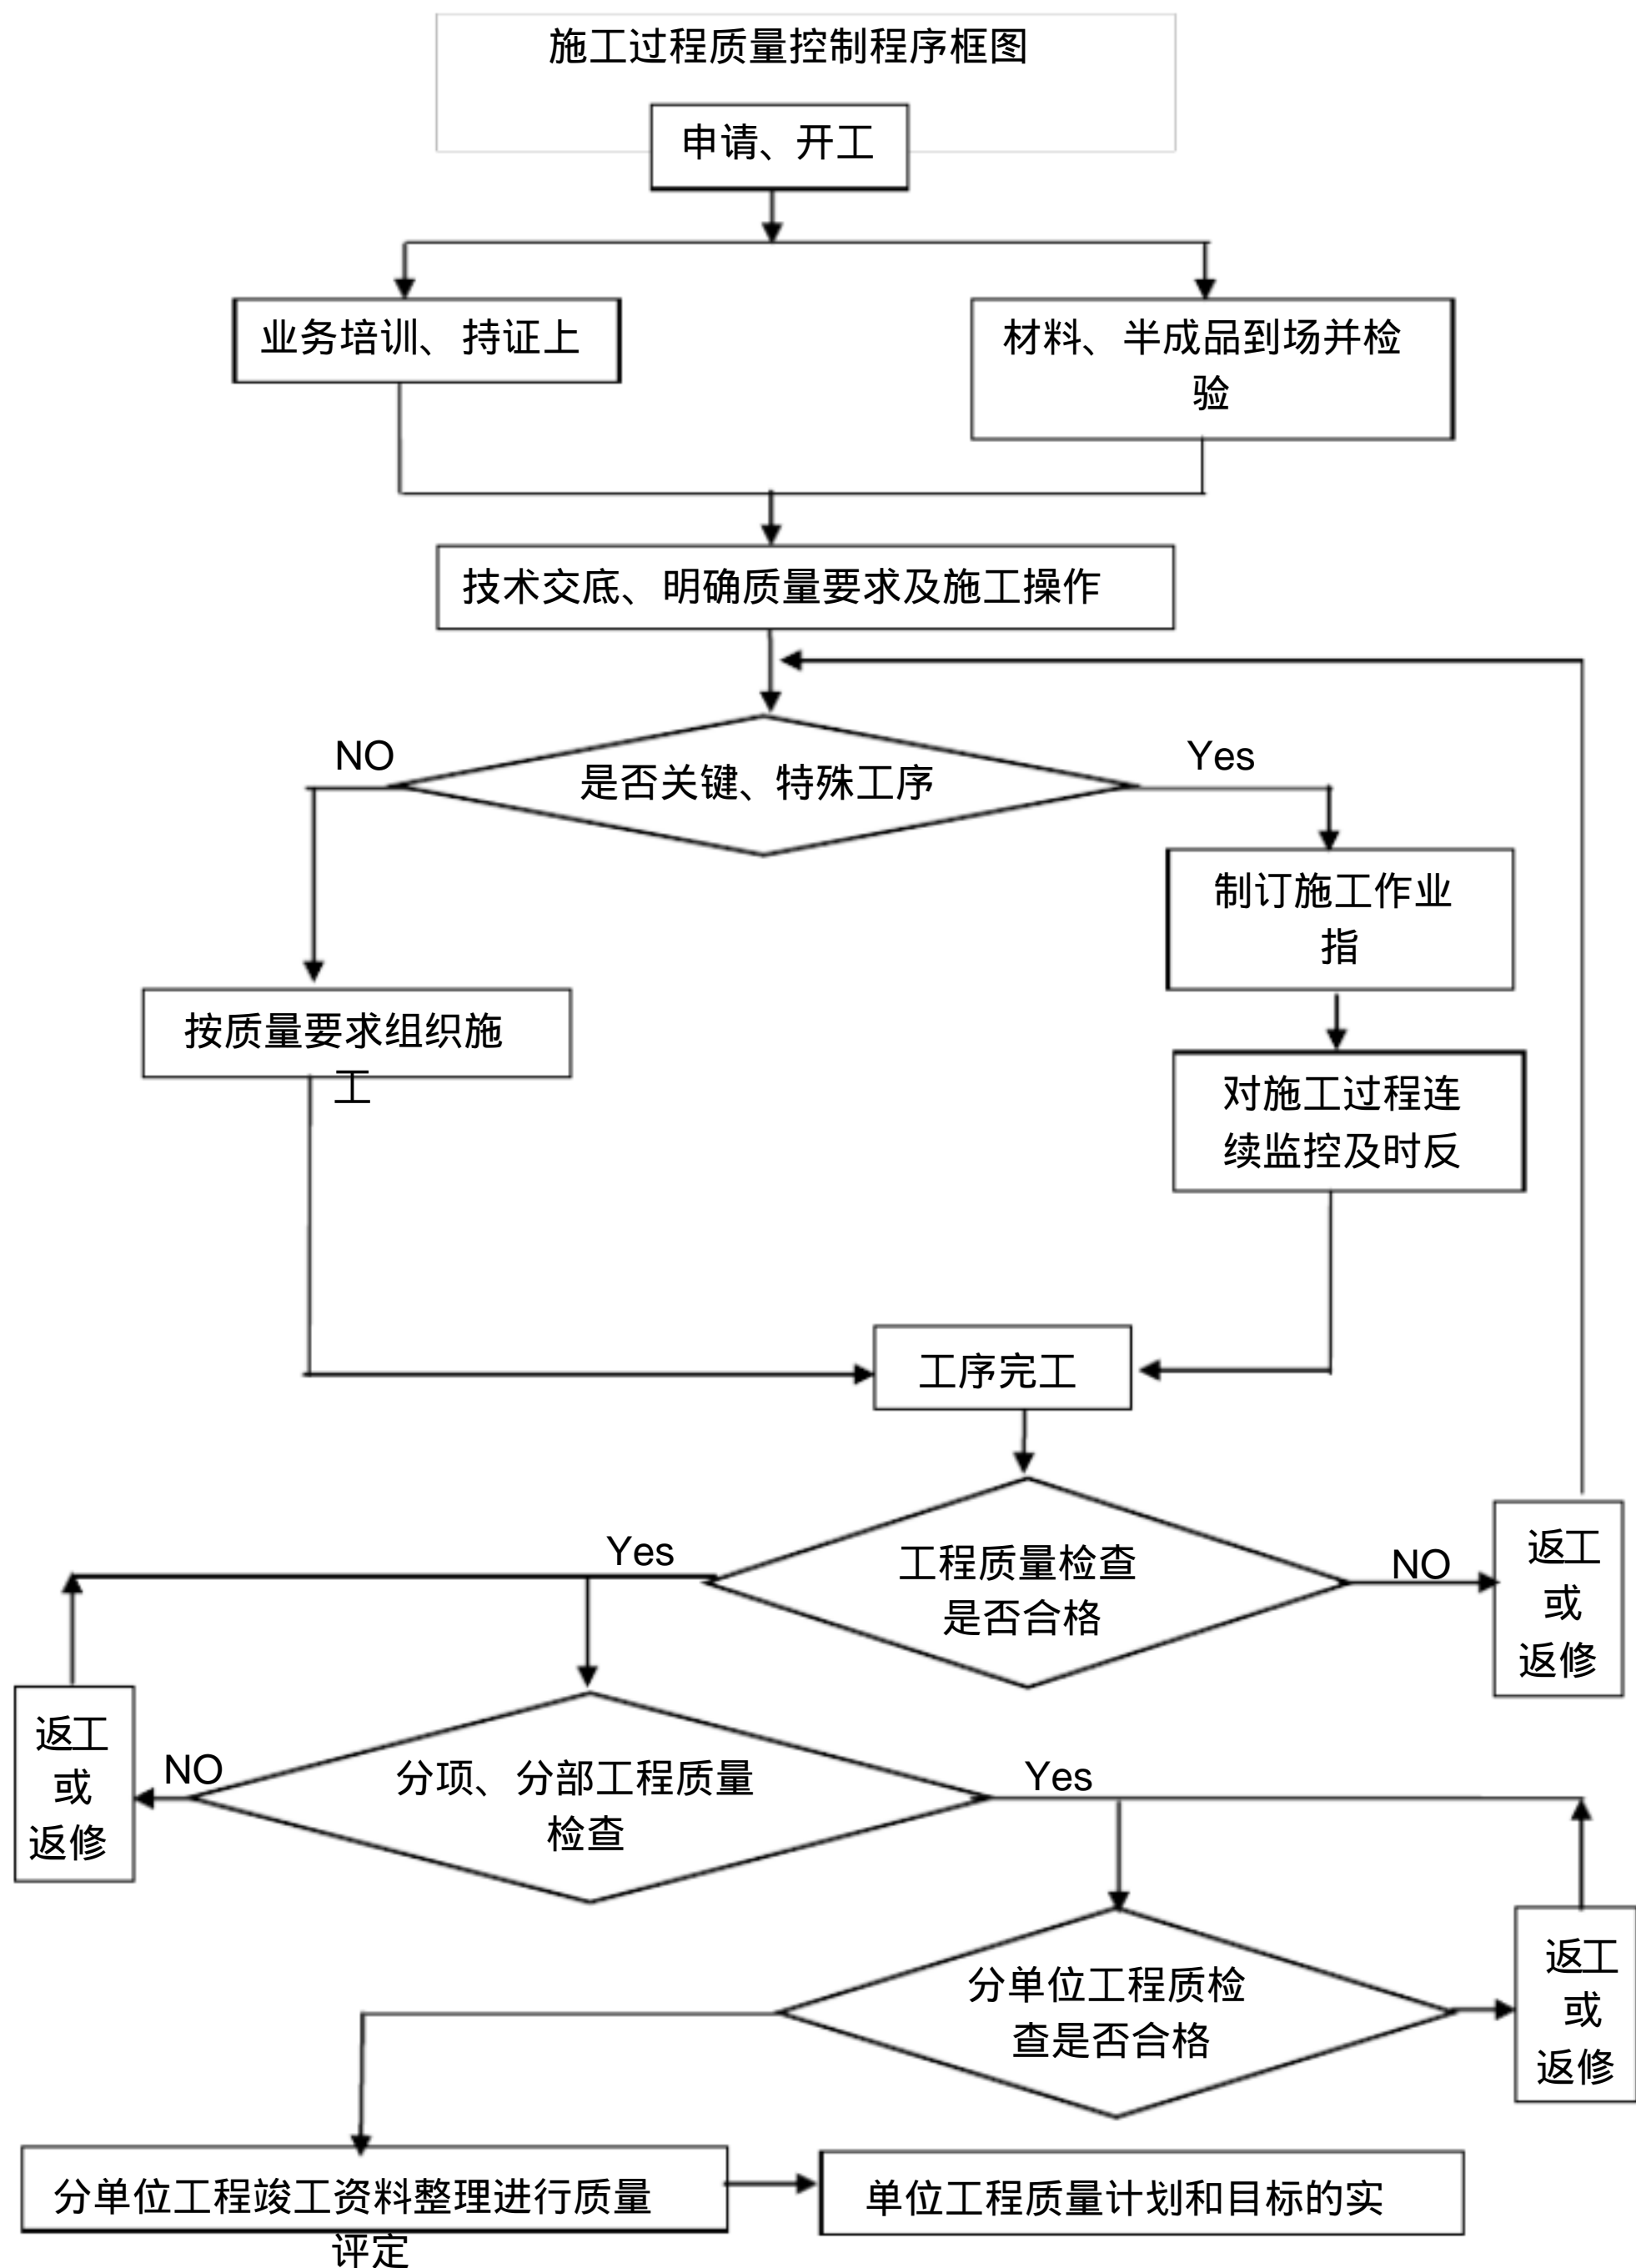 施工过程质量控制程序框图
申请、开工
业务培训、持证上
材料、半成品到场并检
验
技术交底、明确质量要求及施工操作
NO
是否关键、特殊工序
Yes
制订施工作业
指
按质量要求组织施
工
对施工过程连
续监控及时反
工序完工
Yes
工程质量检查
是否合格
NO
返工
或
返修
返工
或
返修
NO
分项、分部工程质量
检查
Yes
分单位工程质检
查是否合格
返工
或
返修
分单位工程竣工资料整理进行质量
评定
单位工程质量计划和目标的实